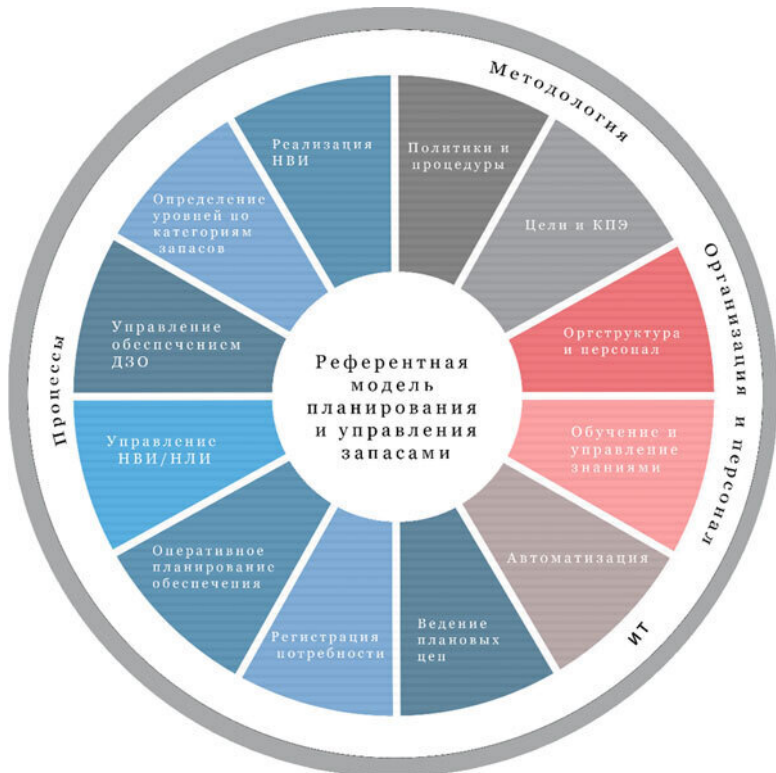 Методология
Организация и персонал
ИТ
Процессы
Политики и
процедуры
Цели и КПЭ
Оргструктура
и персонал
Обучение и
управление
знаниями
Автоматизация
Ведение
плановых
цен
Регистрация
потребности
Оперативное
планирование
обеспечения
Управление
НВИ/НЛИ
Управление
обеспечением
ДЗО
Определение
уровней по
категориям
запасов
Реализация
НВИ
Референтная
модель
планирования
и управления
запасами